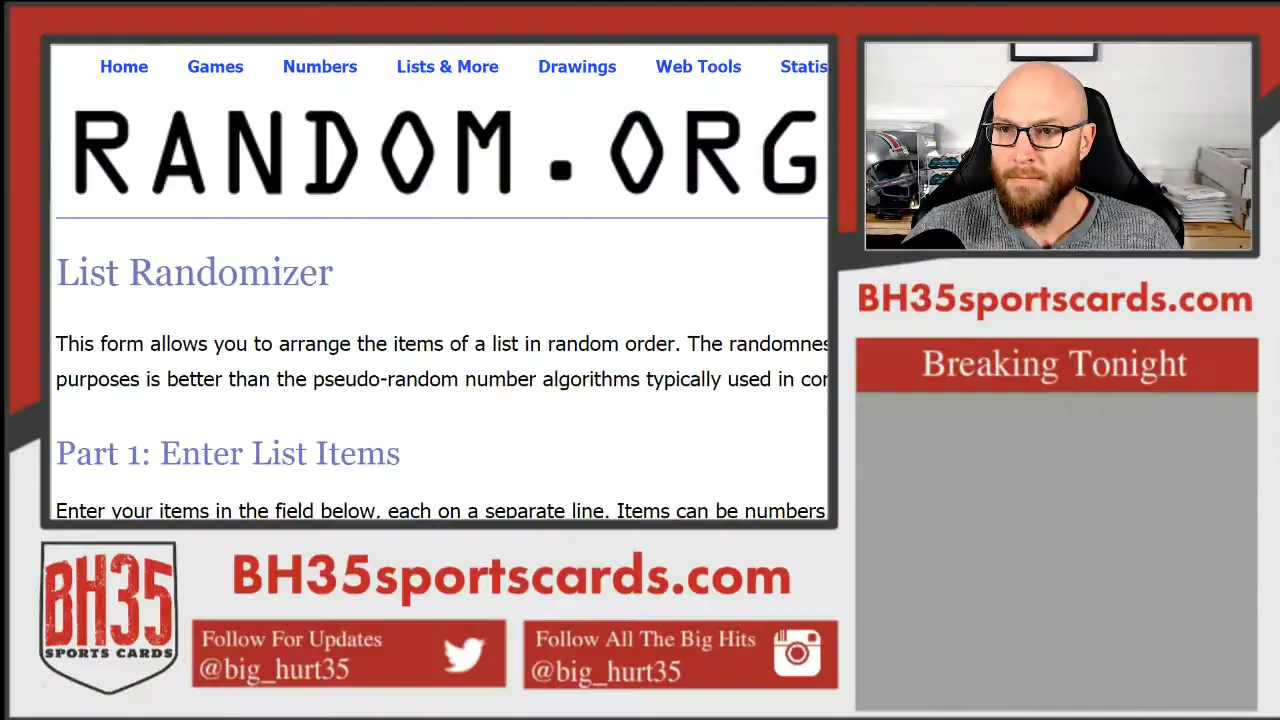 Home Games Numbers Lists & More Drawings Web Tools Statis
RANDOM.ORG
List Randomizer
This form allows you to arrange the items of a list in random order. The randomnes
purposes is better than the pseudo-random number algorithms typically used in con
Part 1: Enter List Items
Enter your items in the field below, each on a separate line. Items can be numbers
BH35sportscards.com
Breaking Tonight
BH35
SPORTS CARDS
BH35sportscards.com
Follow For Updates
@big_hurt35
Follow All The Big Hits
@big_hurt35